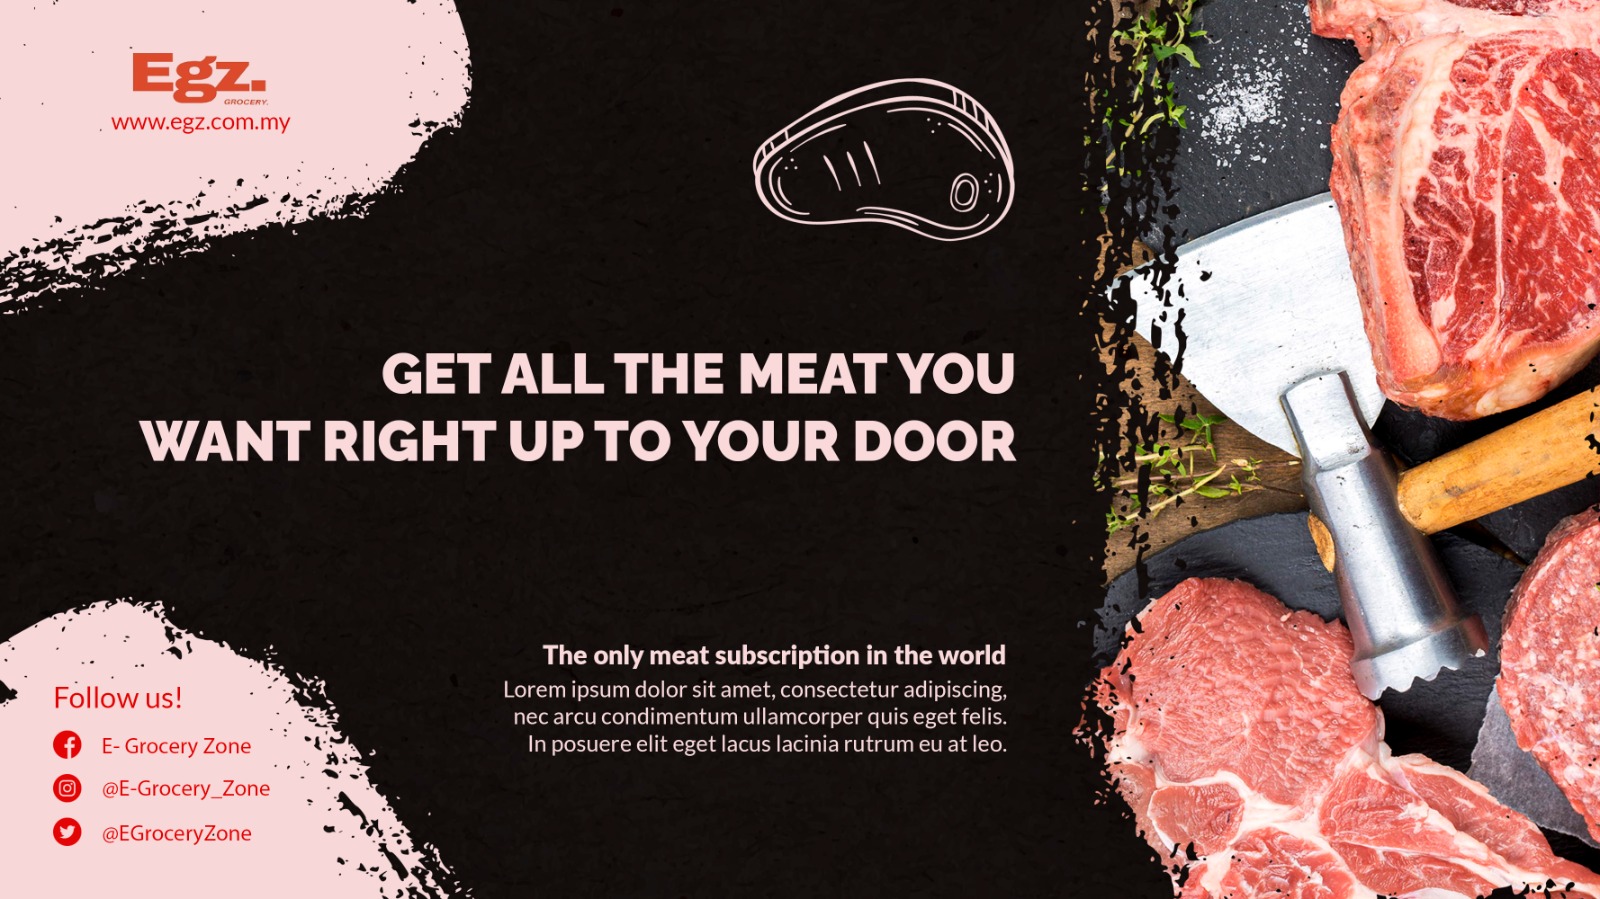 Egz.
GROCERY.
www.egz.com.my
GET ALL THE MEAT YOU
WANT RIGHT UP TO YOUR DOOR
The only meat subscription in the world
Lorem ipsum dolor sit amet, consectetur adipiscing,
nec arcu condimentum ullamcorper quis eget felis.
In posuere elit eget lacus lacinia rutrum eu at leo.
Follow us!
E- Grocery Zone
@E-Grocery_Zone
@EGroceryZone